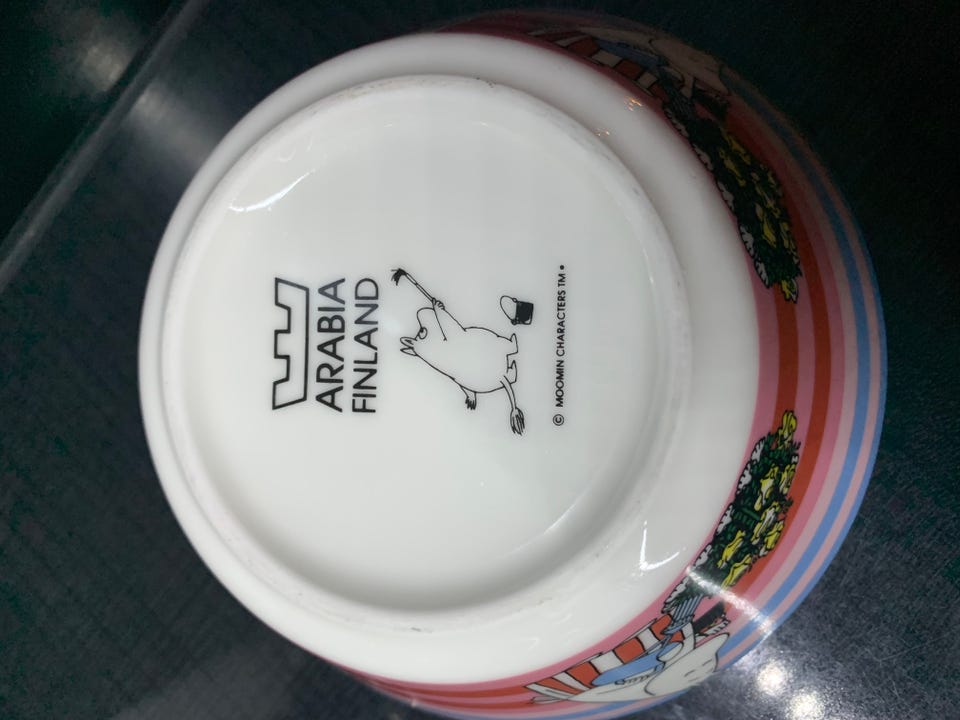 ARABIA
FINLAND
© MOOMIN CHARACTERS TM •